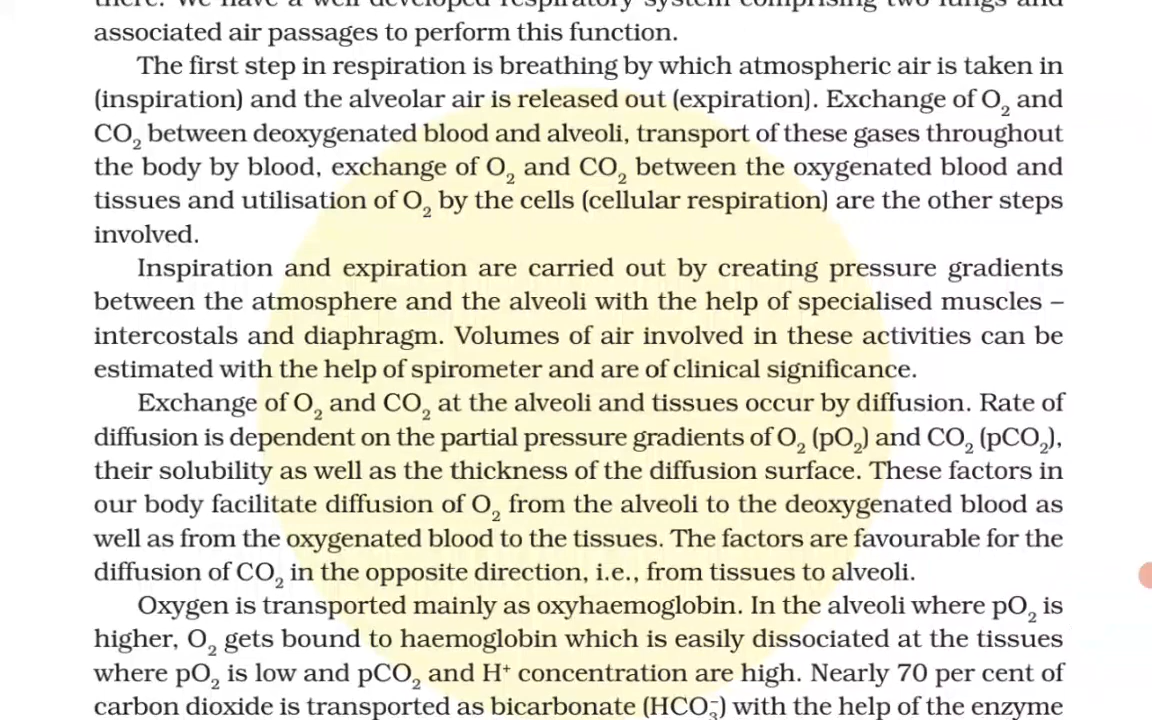 there. We have a well developed respiratory system comprising two lungs and
associated air passages to perform this function.
The first step in respiration is breathing by which atmospheric air is taken in
(inspiration) and the alveolar air is released out (expiration). Exchange of O₂ and
CO₂ between deoxygenated blood and alveoli, transport of these gases throughout
the body by blood, exchange of O₂ and CO₂ between the oxygenated blood and
tissues and utilisation of O₂ by the cells (cellular respiration) are the other steps
involved.
Inspiration and expiration are carried out by creating pressure gradients
between the atmosphere and the alveoli with the help of specialised muscles –
intercostals and diaphragm. Volumes of air involved in these activities can be
estimated with the help of spirometer and are of clinical significance.
Exchange of O₂ and CO₂ at the alveoli and tissues occur by diffusion. Rate of
diffusion is dependent on the partial pressure gradients of O₂ (pO₂) and CO₂ (pCO₂),
their solubility as well as the thickness of the diffusion surface. These factors in
our body facilitate diffusion of O₂ from the alveoli to the deoxygenated blood as
well as from the oxygenated blood to the tissues. The factors are favourable for the
diffusion of CO₂ in the opposite direction, i.e., from tissues to alveoli.
Oxygen is transported mainly as oxyhaemoglobin. In the alveoli where pO₂ is
higher, O₂ gets bound to haemoglobin which is easily dissociated at the tissues
where pO₂ is low and pCO₂ and H⁺ concentration are high. Nearly 70 per cent of
carbon dioxide is transported as bicarbonate (HCO₃⁻) with the help of the enzyme